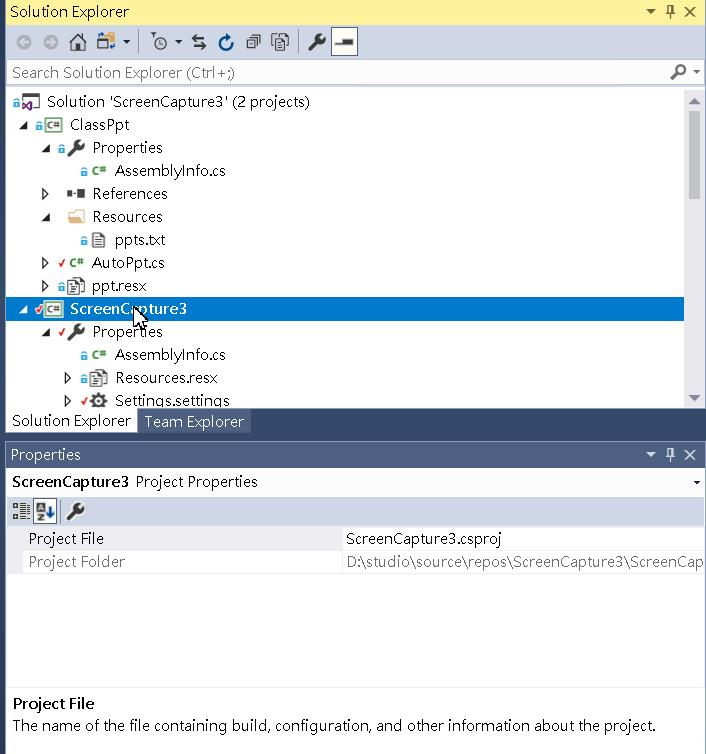 Solution Explorer
Search Solution Explorer (Ctrl+;)
Solution 'ScreenCapture3' (2 projects)
C# ClassPpt
Properties
C# AssemblyInfo.cs
References
Resources
ppts.txt
C# AutoPpt.cs
ppt.resx
C# ScreenCapture3
Properties
C# AssemblyInfo.cs
Resources.resx
Settings.settings
Solution Explorer Team Explorer
Properties
ScreenCapture3 Project Properties
A Z
Project File ScreenCapture3.csproj
Project Folder D:\studio\source\repos\ScreenCapture3\ScreenCap
Project File
The name of the file containing build, configuration, and other information about the project.